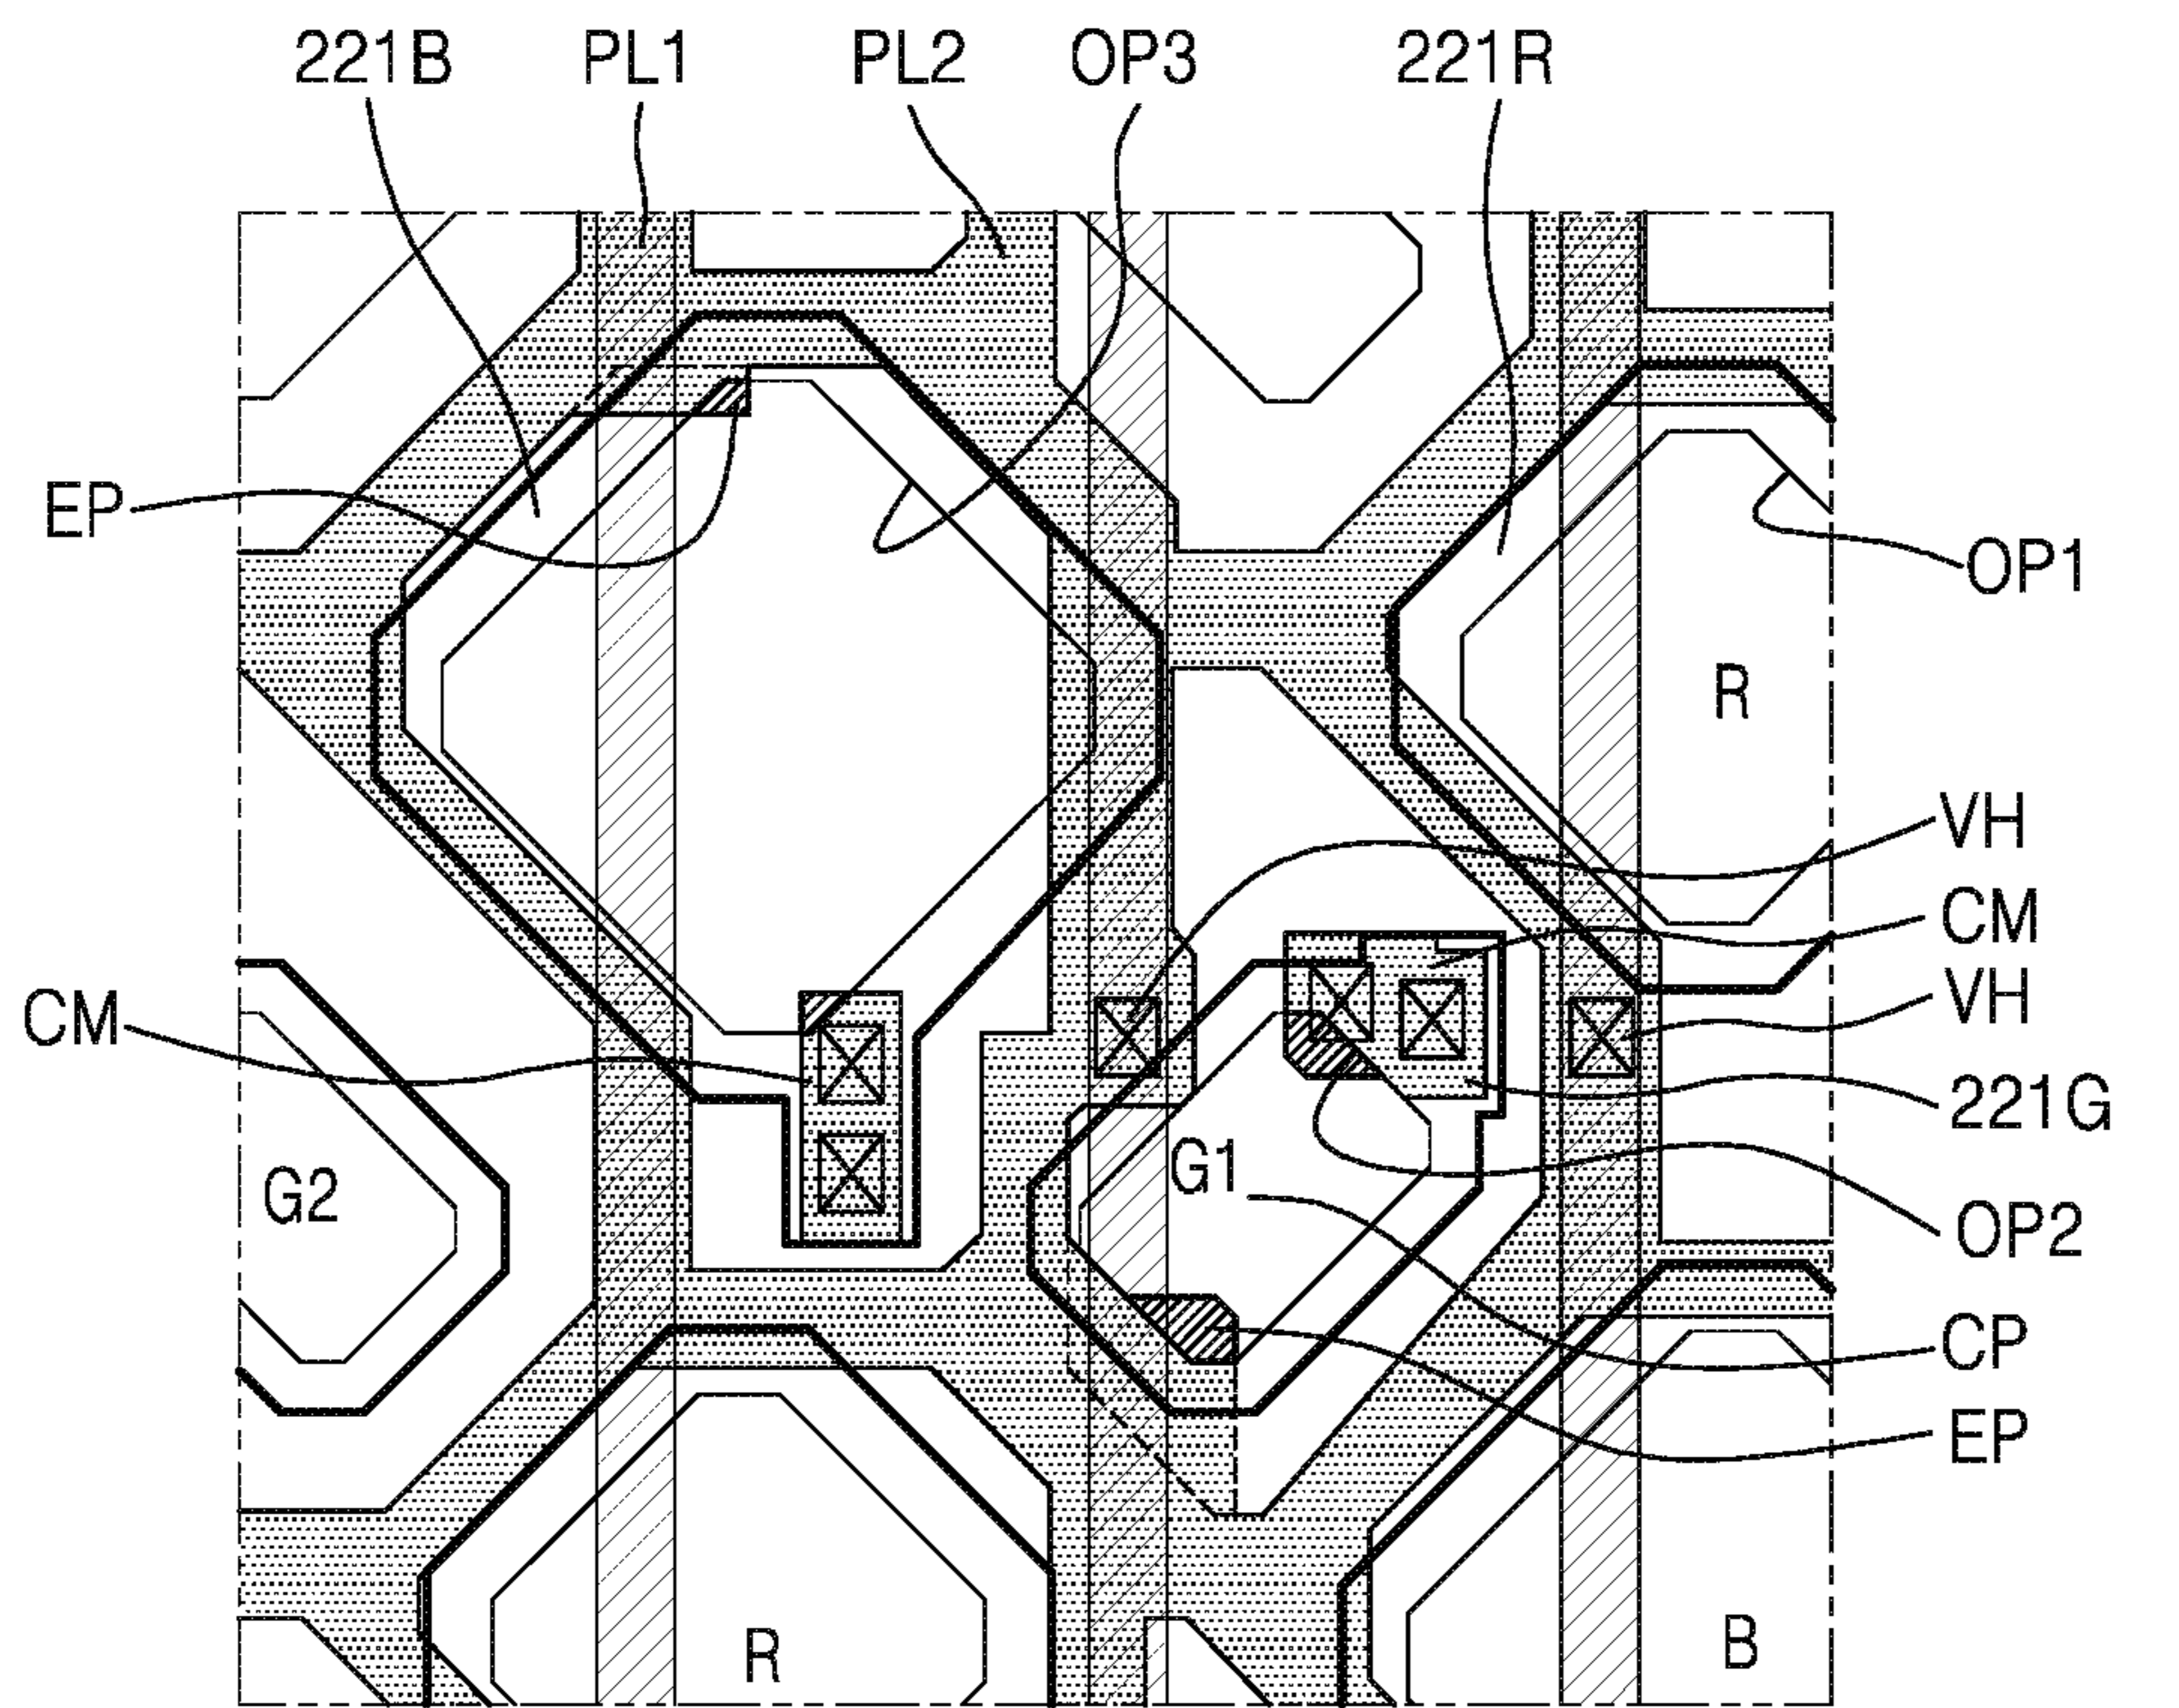 221B PL1 PL2 OP3 221R
EP
OP1
R
VH
CM
CM
VH
221G
G2
G1
OP2
CP
EP
R
B